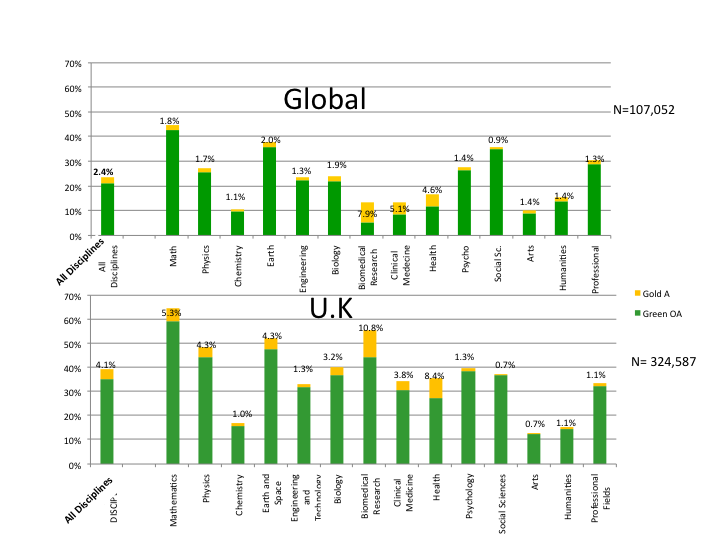 70%
60%
50%
40%
30%
20%
10%
0%
Global
N=107,052
2.4%
1.8%
1.7%
1.1%
2.0%
1.3%
1.9%
7.9%
5.1%
4.6%
1.4%
0.9%
1.4%
1.4%
1.3%
All Disciplines
All
Disciplines
Math
Physics
Chemistry
Earth
Engineering
Biology
Biomedical
Research
Clinical
Medecine
Health
Psycho
Social Sc.
Arts
Humanities
Professional
70%
60%
50%
40%
30%
20%
10%
0%
U.K
Gold A
Green OA
N= 324,587
4.1%
5.3%
4.3%
1.0%
4.3%
1.3%
3.2%
10.8%
3.8%
8.4%
1.3%
0.7%
0.7%
1.1%
1.1%
All Disciplines
DISCIP.
Mathematics
Physics
Chemistry
Earth and
Space
Engineering
and
Technology
Biology
Biomedical
Research
Clinical
Medicine
Health
Psychology
Social Sciences
Arts
Humanities
Professional
Fields